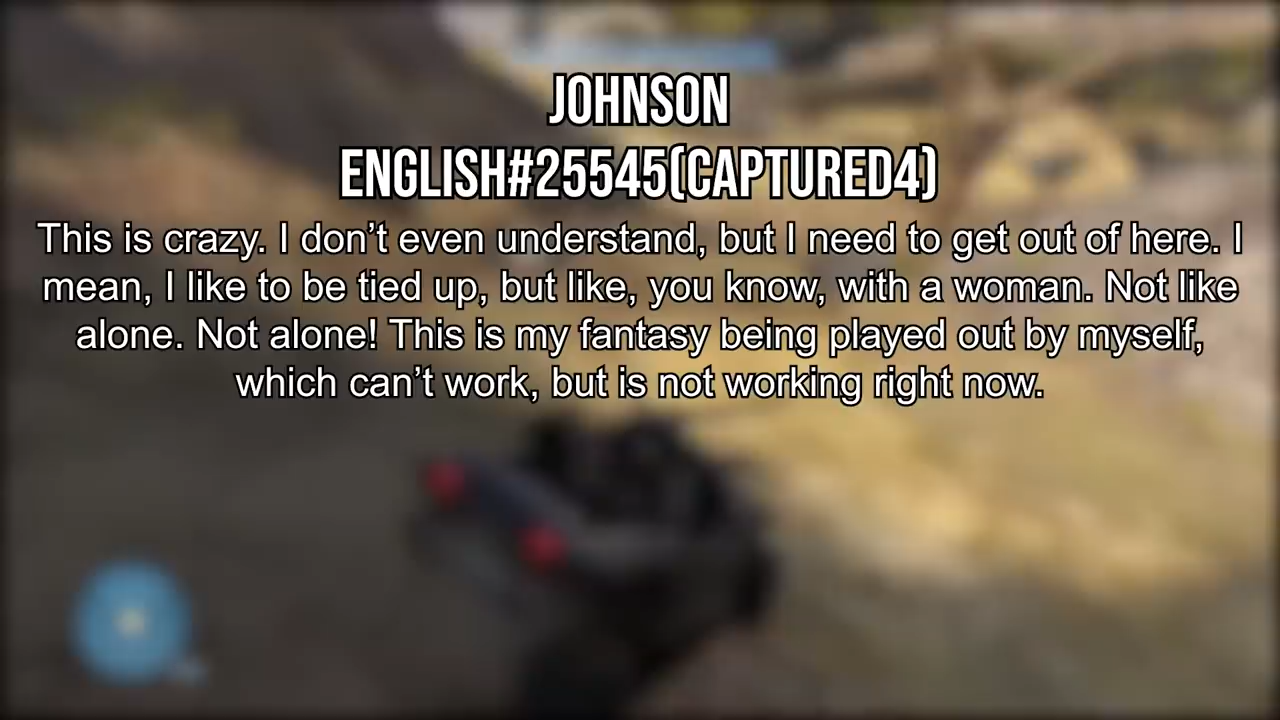 JOHNSON
ENGLISH#25545(CAPTURED4)
This is crazy. I don’t even understand, but I need to get out of here. I
mean, I like to be tied up, but like, you know, with a woman. Not like
alone. Not alone! This is my fantasy being played out by myself,
which can’t work, but is not working right now.